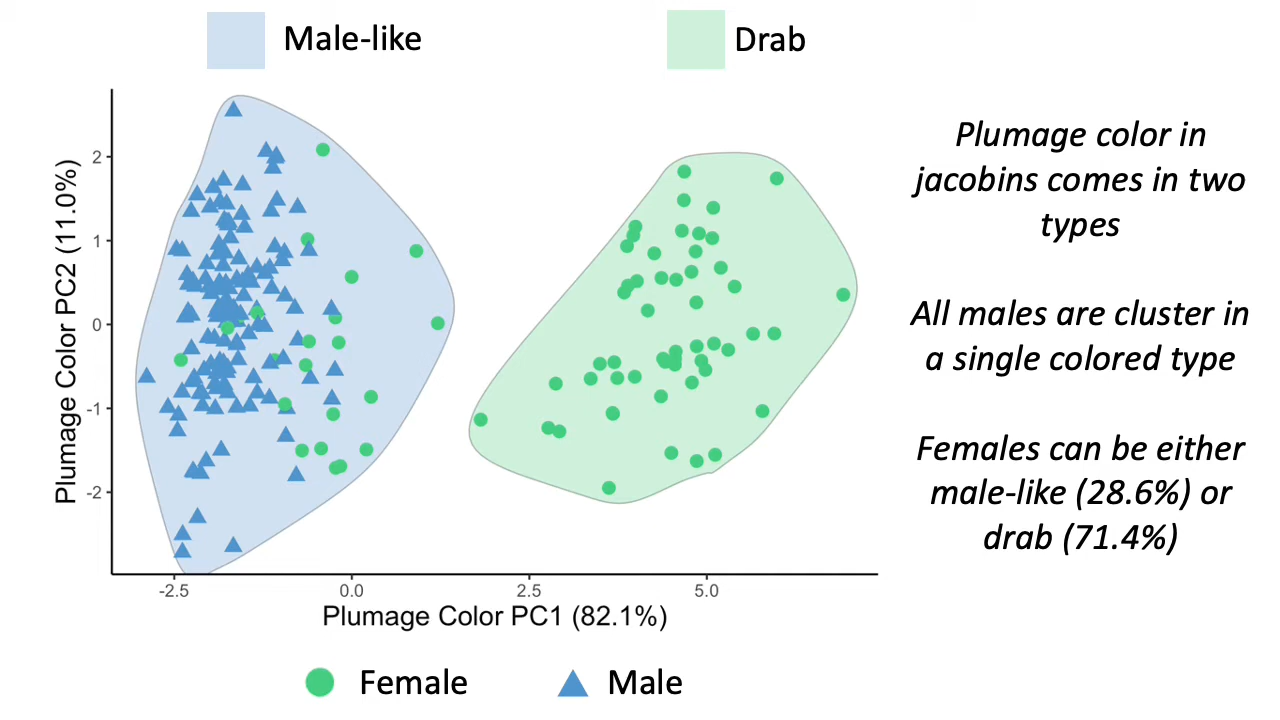 Male-like
Drab
Plumage Color PC2 (11.0%)
2
1
0
-1
-2
-2.5
0.0
2.5
5.0
Plumage Color PC1 (82.1%)
Female
Male
Plumage color in
jacobins comes in two
types
All males are cluster in
a single colored type
Females can be either
male-like (28.6%) or
drab (71.4%)